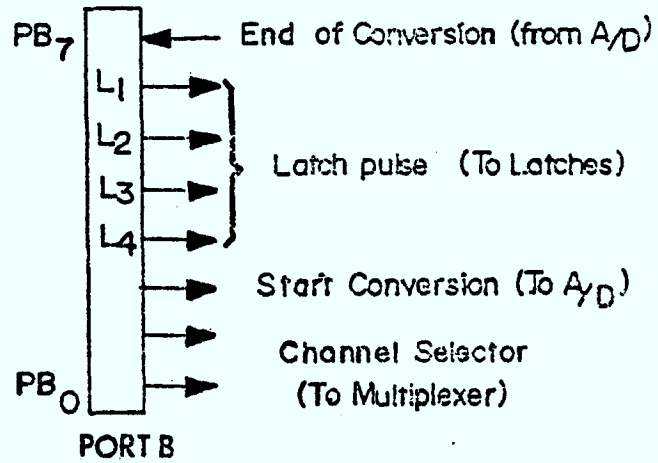 PB7 End of Conversion (from A/D)
L1
L2
Latch pulse (To Latches)
L3
L4
Start Conversion (To A/D)
Channel Selector
PB0 (To Multiplexer)
PORT B